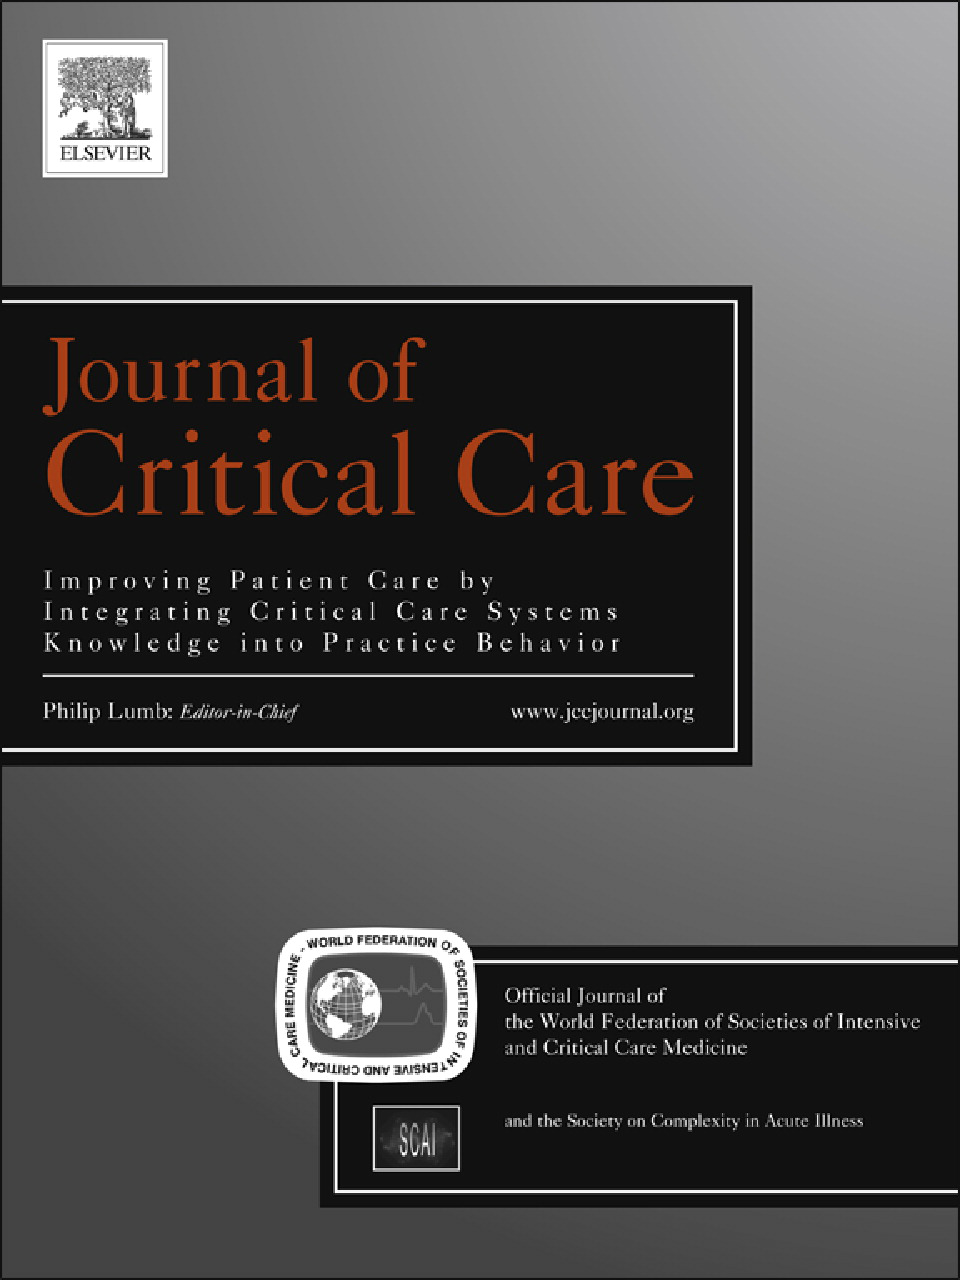 ELSEVIER
Journal of
Critical Care
Improving Patient Care by
Integrating Critical Care Systems
Knowledge into Practice Behavior
Philip Lumb: Editor-in-Chief
www.jccjournal.org
WORLD FEDERATION OF SOCIETIES OF INTENSIVE AND CRITICAL CARE MEDICINE -
Official Journal of
the World Federation of Societies of Intensive
and Critical Care Medicine
SCAI
and the Society on Complexity in Acute Illness